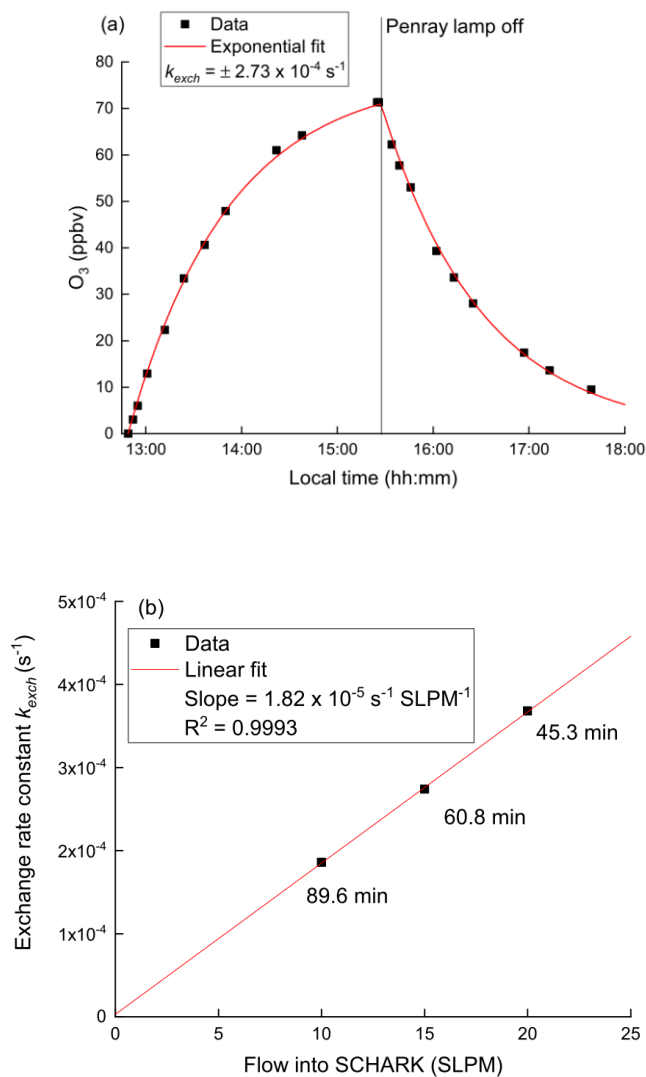 (a)
Data
Exponential fit
k_exch = ± 2.73 x 10⁻⁴ s⁻¹
Penray lamp off
80
70
60
50
40
30
20
10
0
O₃ (ppbv)
13:00 14:00 15:00 16:00 17:00 18:00
Local time (hh:mm)
(b)
Data
Linear fit
Slope = 1.82 x 10⁻⁵ s⁻¹ SLPM⁻¹
R² = 0.9993
5x10⁻⁴
4x10⁻⁴
3x10⁻⁴
2x10⁻⁴
1x10⁻⁴
0
Exchange rate constant k_exch (s⁻¹)
45.3 min
60.8 min
89.6 min
0 5 10 15 20 25
Flow into SCHARK (SLPM)